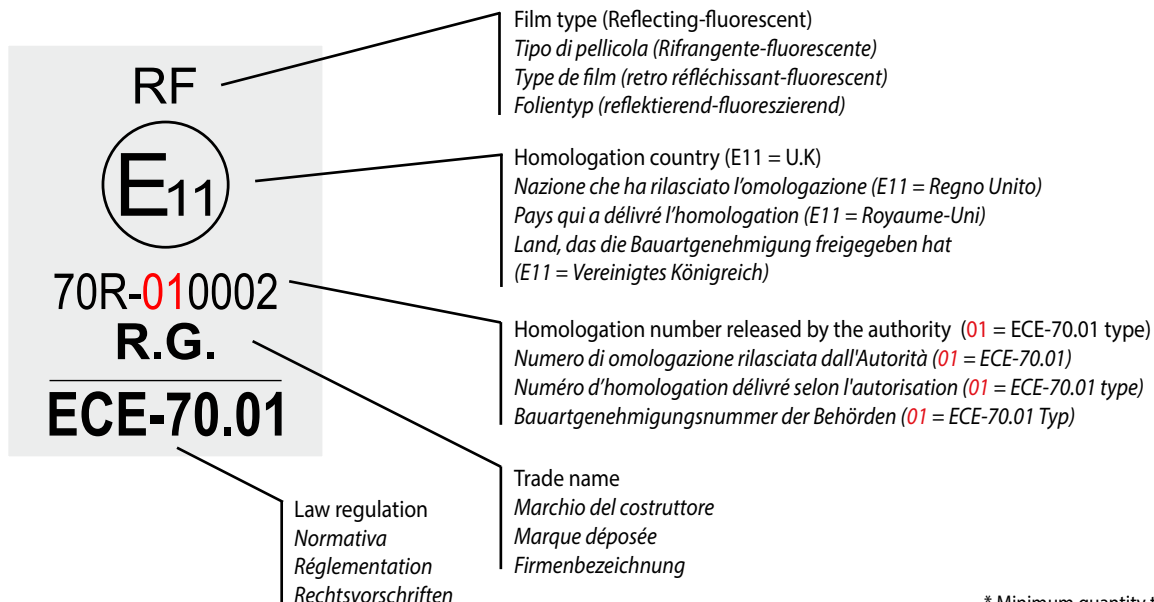 RF
E11
70R-010002
R.G.
ECE-70.01
Film type (Reflecting-fluorescent)
Tipo di pellicola (Rifrangente-fluorescente)
Type de film (retro réfléchissant-fluorescent)
Folientyp (reflektierend-fluoreszierend)
Homologation country (E11 = U.K)
Nazione che ha rilasciato l’omologazione (E11 = Regno Unito)
Pays qui a délivré l’homologation (E11 = Royaume-Uni)
Land, das die Bauartgenehmigung freigegeben hat
(E11 = Vereinigtes Königreich)
Homologation number released by the authority (01 = ECE-70.01 type)
Numero di omologazione rilasciata dall'Autorità (01 = ECE-70.01)
Numéro d’homologation délivré selon l'autorisation (01 = ECE-70.01 type)
Bauartgenehmigungsnummer der Behörden (01 = ECE-70.01 Typ)
Trade name
Marchio del costruttore
Marque déposée
Firmenbezeichnung
Law regulation
Normativa
Réglementation
Rechtsvorschriften
* Minimum quantity